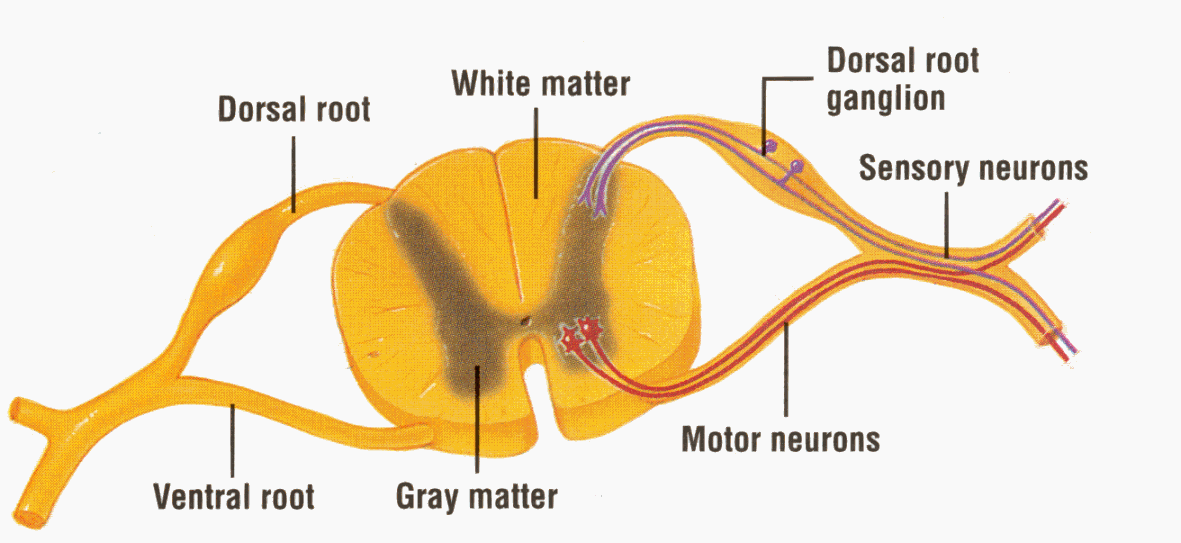 Dorsal root
White matter
Dorsal root
ganglion
Sensory neurons
Motor neurons
Ventral root
Gray matter